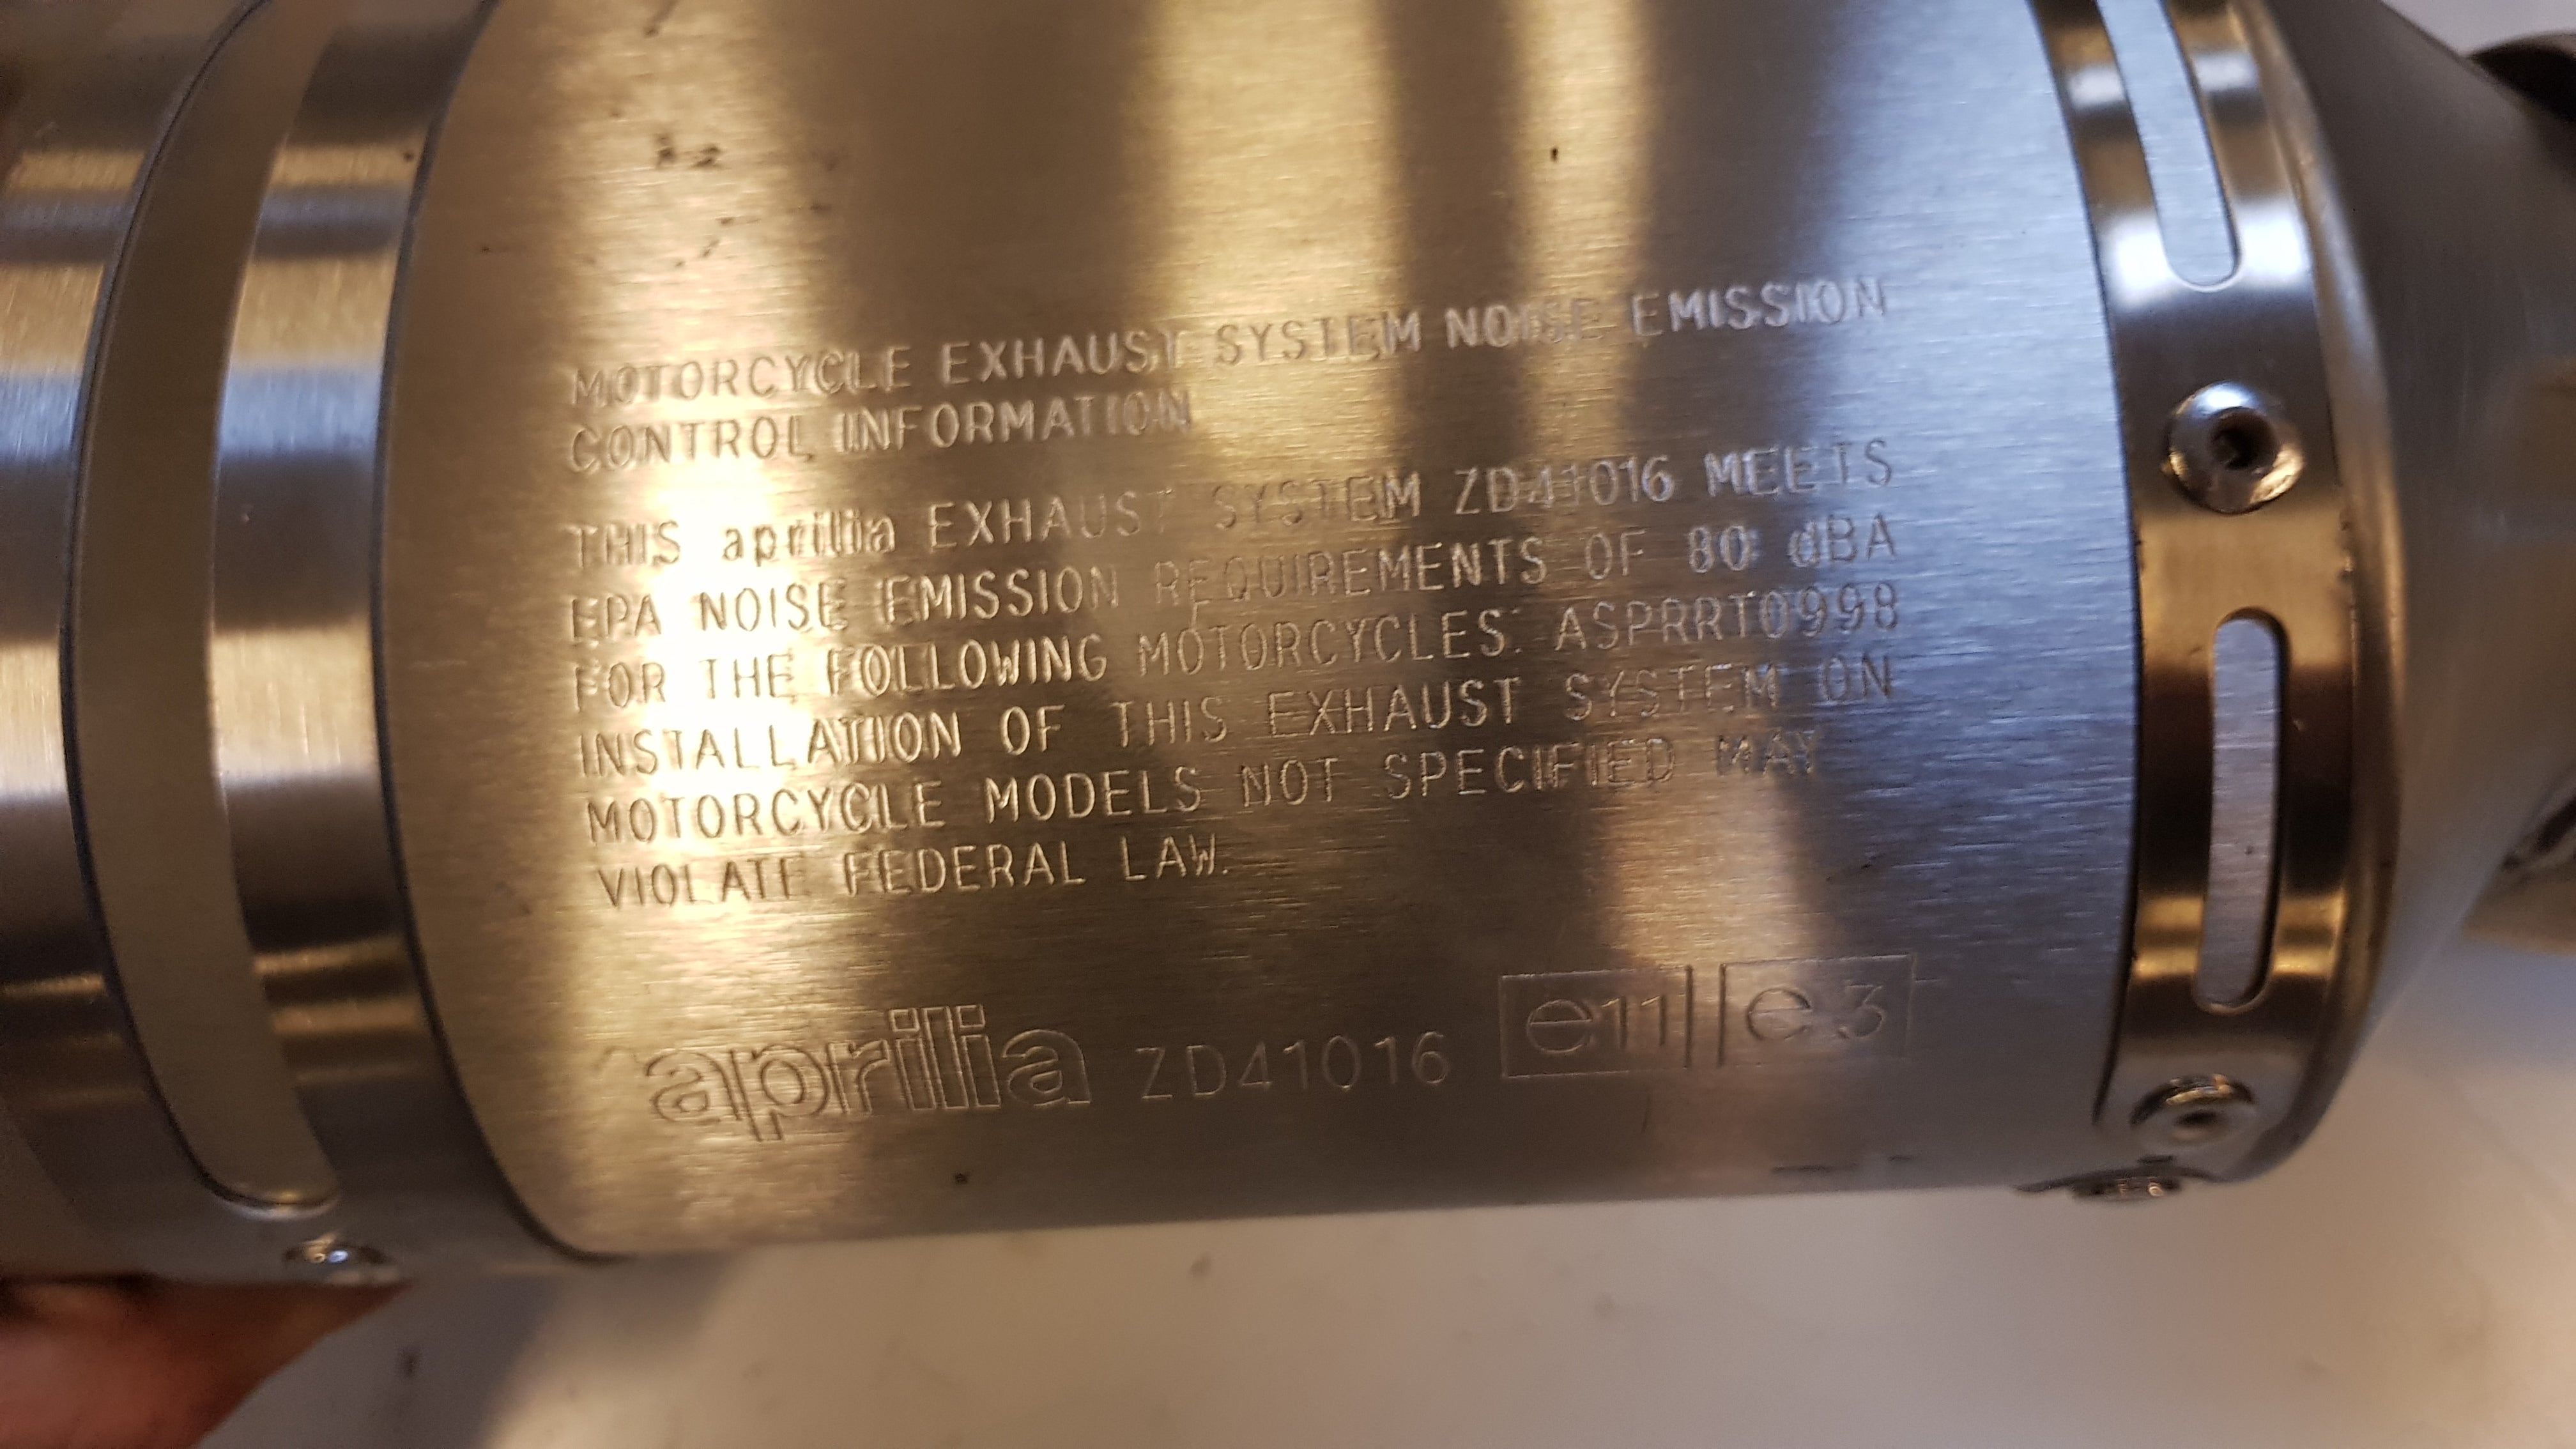 MOTORCYCLE EXHAUST SYSTEM NOISE EMISSION
CONTROL INFORMATION
THIS aprilia EXHAUST SYSTEM ZD41016 MEETS
EPA NOISE EMISSION REQUIREMENTS OF 80 dBA
FOR THE FOLLOWING MOTORCYCLES: ASPRRT0998
INSTALLATION OF THIS EXHAUST SYSTEM ON
MOTORCYCLE MODELS NOT SPECIFIED MAY
VIOLATE FEDERAL LAW.
aprilia ZD41016 e11 e3